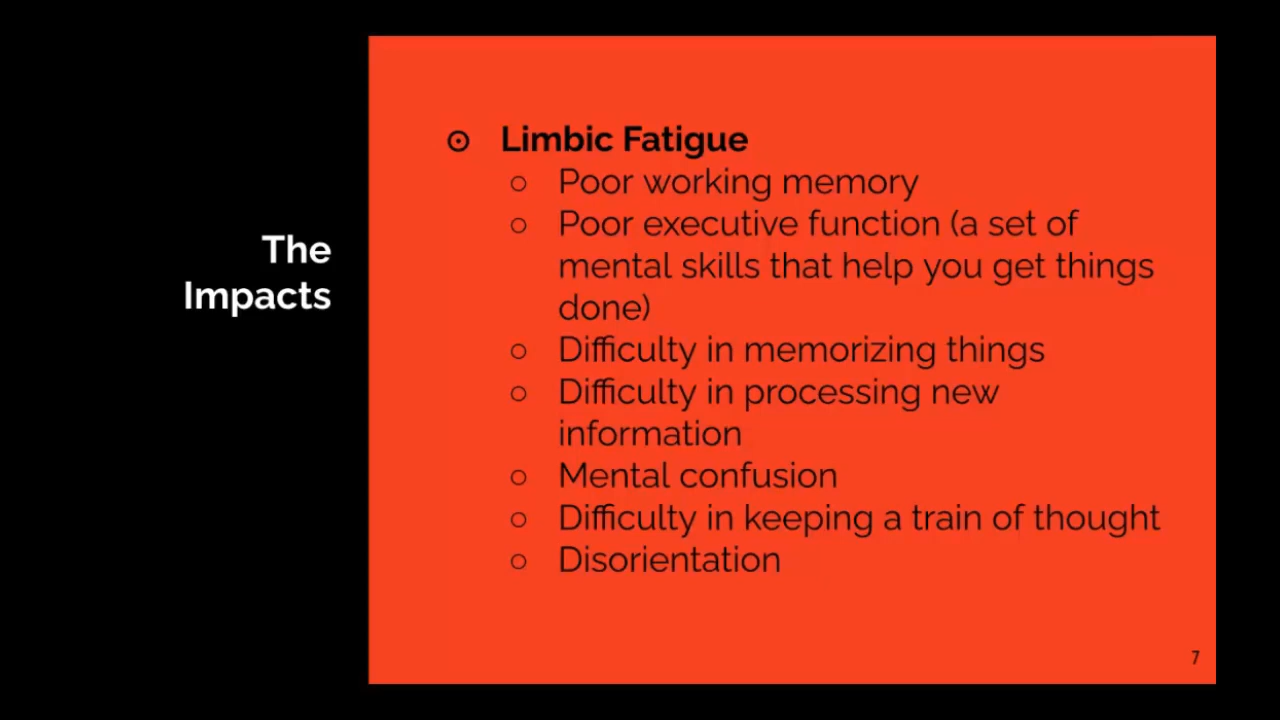 The
Impacts
Limbic Fatigue
Poor working memory
Poor executive function (a set of
mental skills that help you get things
done)
Difficulty in memorizing things
Difficulty in processing new
information
Mental confusion
Difficulty in keeping a train of thought
Disorientation
7